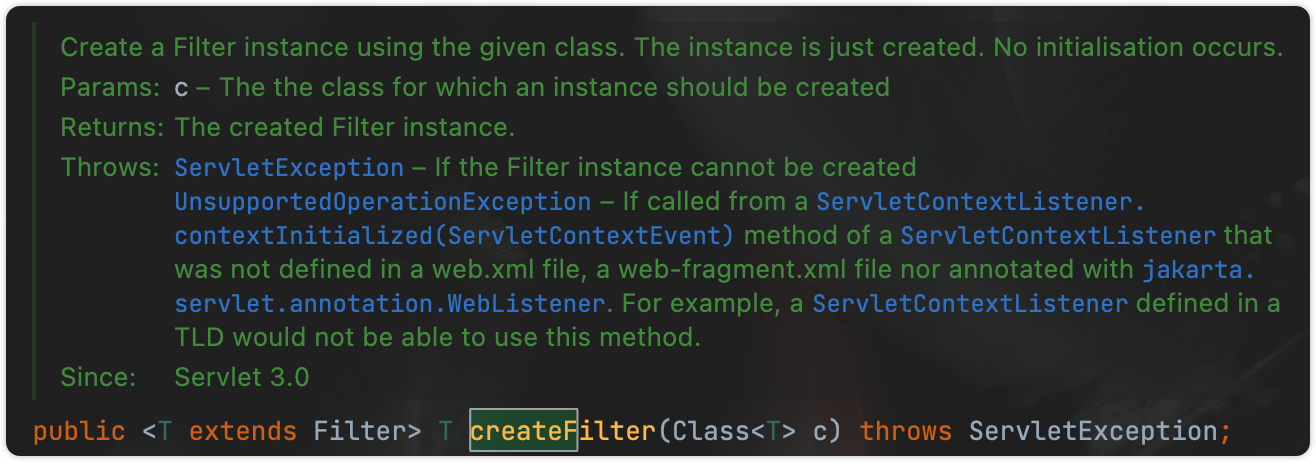 Create a Filter instance using the given class. The instance is just created. No initialisation occurs.
Params: c – The the class for which an instance should be created
Returns: The created Filter instance.
Throws: ServletException – If the Filter instance cannot be created
UnsupportedOperationException – If called from a ServletContextListener.
contextInitialized(ServletContextEvent) method of a ServletContextListener that
was not defined in a web.xml file, a web-fragment.xml file nor annotated with jakarta.
servlet.annotation.WebListener. For example, a ServletContextListener defined in a
TLD would not be able to use this method.
Since: Servlet 3.0
public <T extends Filter> T createFilter(Class<T> c) throws ServletException;